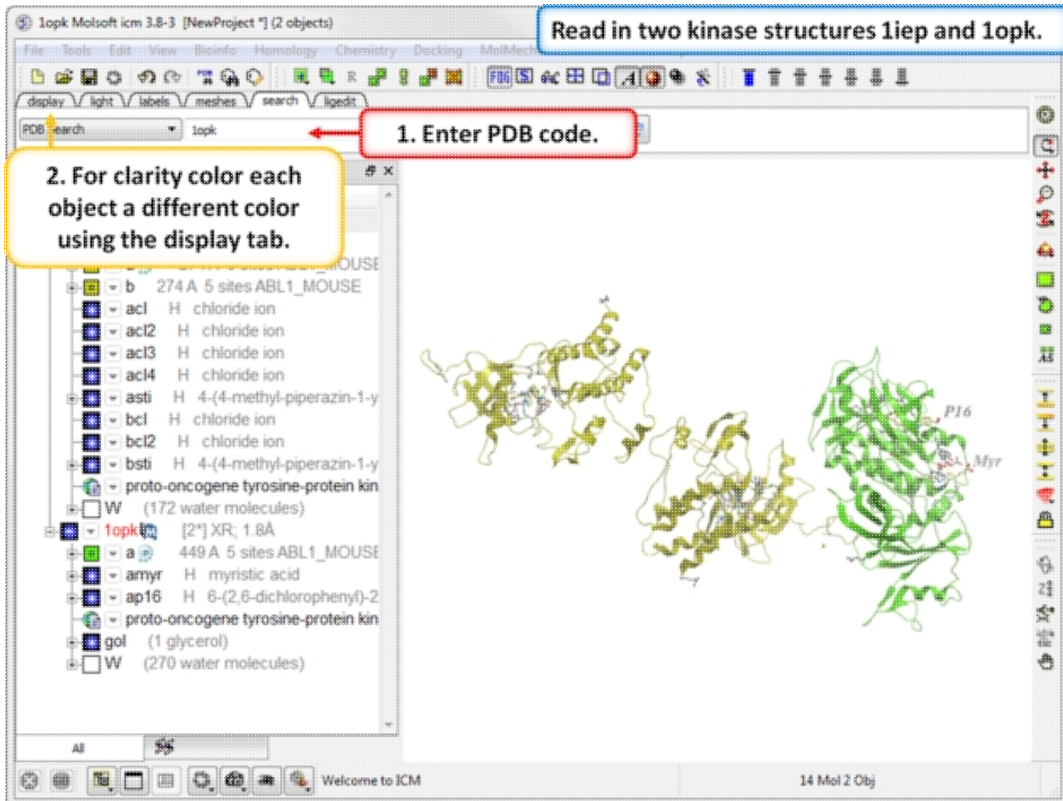 1opk Molsoft icm 3.8-3 [NewProject *] (2 objects)
Read in two kinase structures 1iep and 1opk.
File Tools Edit View Bioinfo Homology Chemistry Docking
display light labels meshes search ligedit
1opk
1. Enter PDB code.
2. For clarity color each
object a different color
using the display tab.
b 274 A 5 sites ABL1_MOUSE
acl H chloride ion
acl2 H chloride ion
acl3 H chloride ion
acl4 H chloride ion
asti H 4-(4-methyl-piperazin-1-y
bcl H chloride ion
bcl2 H chloride ion
bsti H 4-(4-methyl-piperazin-1-y
proto-oncogene tyrosine-protein kin
W (172 water molecules)
1opk [2*] XR; 1.8Å
a 449 A 5 sites ABL1_MOUSE
amyr H myristic acid
ap16 H 6-(2,6-dichlorophenyl)-2
proto-oncogene tyrosine-protein kin
gol (1 glycerol)
W (270 water molecules)
P16
Myr
All
Welcome to ICM
14 Mol 2 Obj